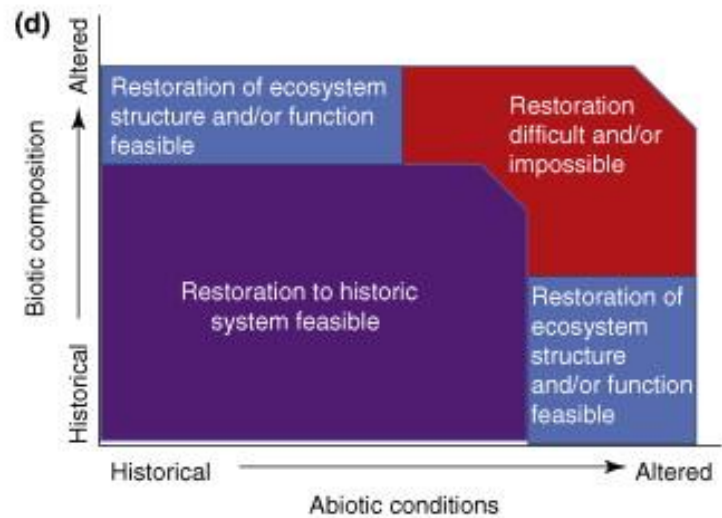 (d)
Altered
Biotic composition
Historical
Restoration of ecosystem
structure and/or function
feasible
Restoration
difficult and/or
impossible
Restoration to historic
system feasible
Restoration of
ecosystem
structure
and/or function
feasible
Historical
Altered
Abiotic conditions